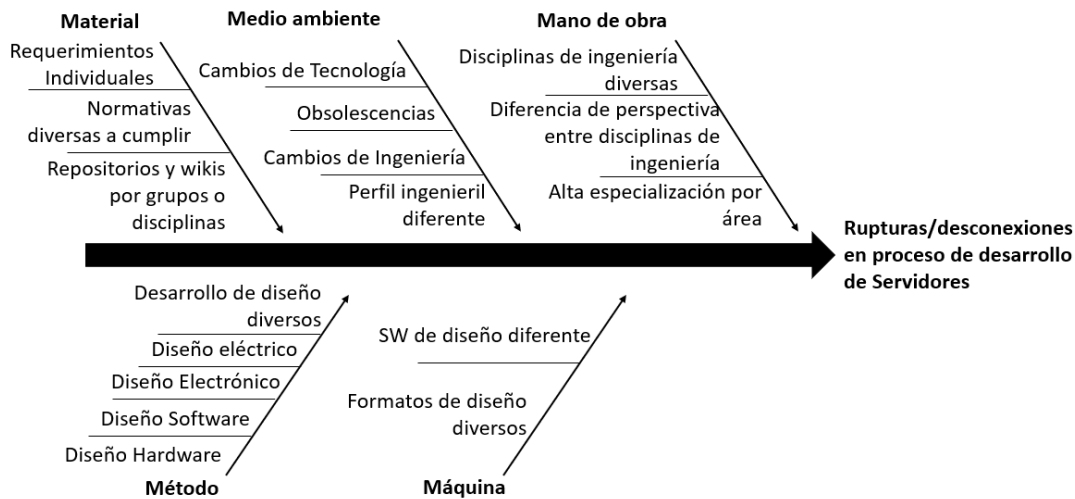 Material
Requerimientos
Individuales
Normativas
diversas a cumplir
Repositorios y wikis
por grupos o
disciplinas
Medio ambiente
Cambios de Tecnología
Obsolescencias
Cambios de Ingeniería
Perfil ingenieril
diferente
Mano de obra
Disciplinas de ingeniería
diversas
Diferencia de perspectiva
entre disciplinas de
ingeniería
Alta especialización por
área
Rupturas/desconexiones
en proceso de desarrollo
de Servidores
Desarrollo de diseño
diversos
Diseño eléctrico
Diseño Electrónico
Diseño Software
Diseño Hardware
Método
SW de diseño diferente
Formatos de diseño
diversos
Máquina